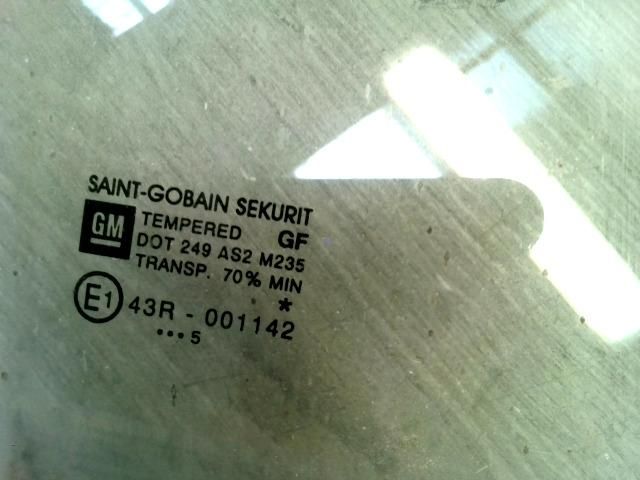 SAINT-GOBAIN SEKURIT
GM
TEMPERED GF
DOT 249 AS2 M235
TRANSP. 70% MIN
*
E1 43R - 001142
•••5